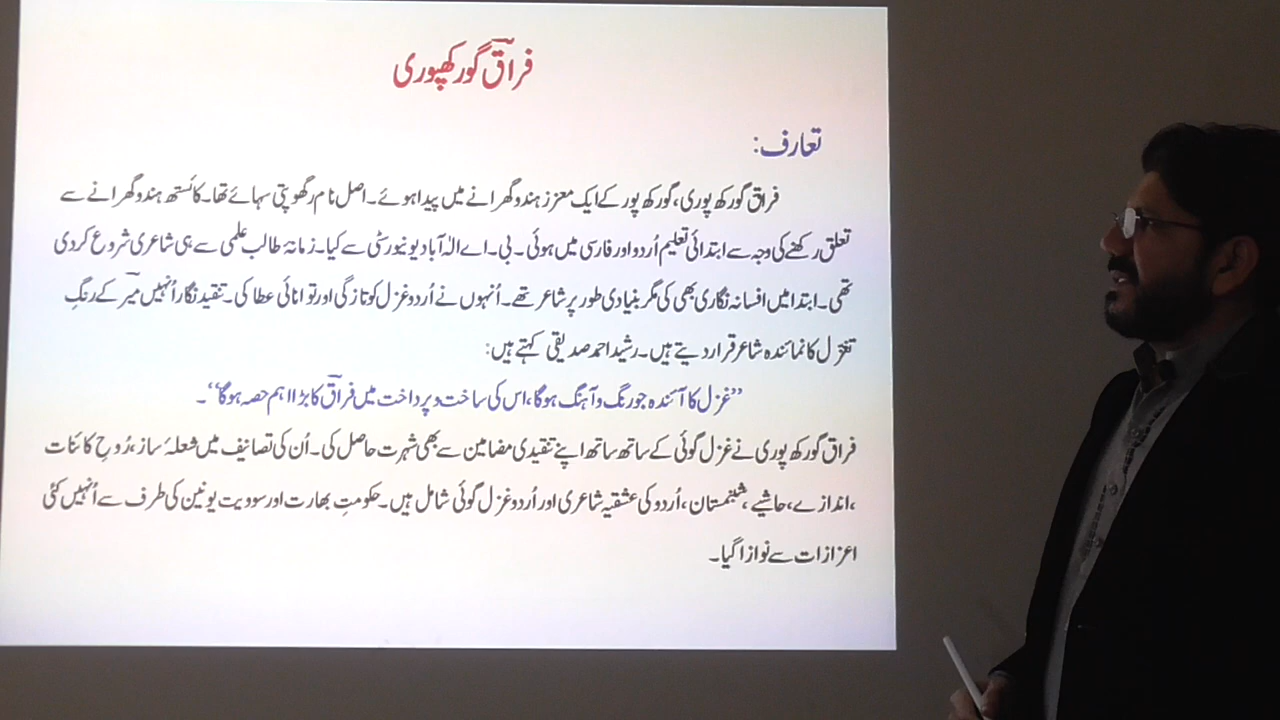 فراقؔ گورکھپوری
تعارف:
فراق گورکھ پوری، گورکھ پور کے ایک معزز ہندو گھرانے میں پیدا ہوئے۔ اصل نام رگھوپتی سہائے تھا۔ کائستھ ہندو گھرانے سے
تعلق رکھنے کی وجہ سے ابتدائی تعلیم اُردو اور فارسی میں ہوئی۔ بی۔اے الٰہ آباد یونیورسٹی سے کیا۔ زمانۂ طالب علمی سے ہی شاعری شروع کر دی
تھی۔ ابتدا میں افسانہ نگاری بھی کی مگر بنیادی طور پر شاعر تھے۔ اُنہوں نے اُردو غزل کو تازگی اور توانائی عطا کی۔ تنقید نگار اُنہیں میرؔ کے رنگِ
تغزل کا نمائندہ شاعر قرار دیتے ہیں۔ رشید احمد صدیقی کہتے ہیں:
”غزل کا آئندہ جو رنگ و آہنگ ہوگا، اس کی ساخت و پرداخت میں فراقؔ کا بڑا اہم حصہ ہوگا“۔
فراق گورکھ پوری نے غزل گوئی کے ساتھ ساتھ اپنے تنقیدی مضامین سے بھی شہرت حاصل کی۔ اُن کی تصانیف میں شعلۂ ساز، رُوحِ کائنات
،اندازے، حاشیے، شبنمستان، اُردو کی عشقیہ شاعری اور اُردو غزل گوئی شامل ہیں۔ حکومتِ بھارت اور سوویت یونین کی طرف سے اُنہیں کئی
اعزازات سے نوازا گیا۔